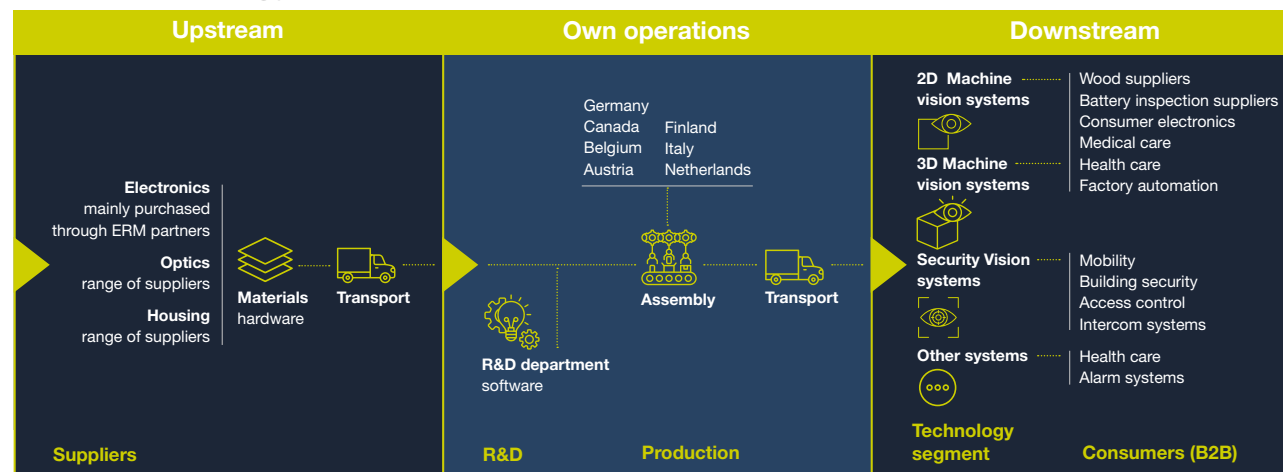 Upstream
Own operations
Downstream
Electronics
mainly purchased
through ERM partners
Optics
range of suppliers
Housing
range of suppliers
Materials
hardware
Transport
Suppliers
Germany
Canada
Belgium
Austria
Finland
Italy
Netherlands
Assembly
Transport
R&D department
software
R&D
Production
2D Machine
vision systems
3D Machine
vision systems
Wood suppliers
Battery inspection suppliers
Consumer electronics
Medical care
Health care
Factory automation
Security Vision
systems
Mobility
Building security
Access control
Intercom systems
Other systems
Health care
Alarm systems
Technology
segment
Consumers (B2B)